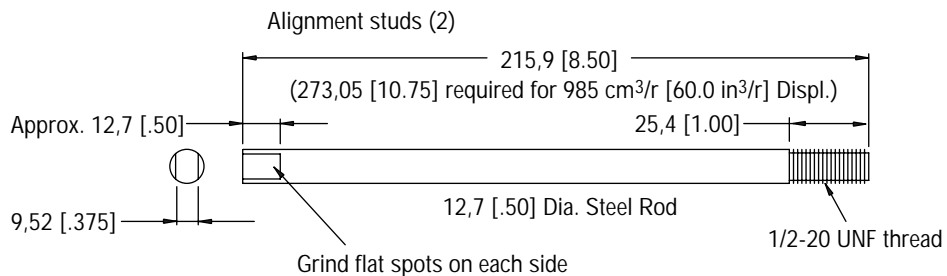 Alignment studs (2)
215,9 [8.50]
(273,05 [10.75] required for 985 cm³/r [60.0 in³/r] Displ.)
Approx. 12,7 [.50]
25,4 [1.00]
12,7 [.50] Dia. Steel Rod
9,52 [.375]
1/2-20 UNF thread
Grind flat spots on each side